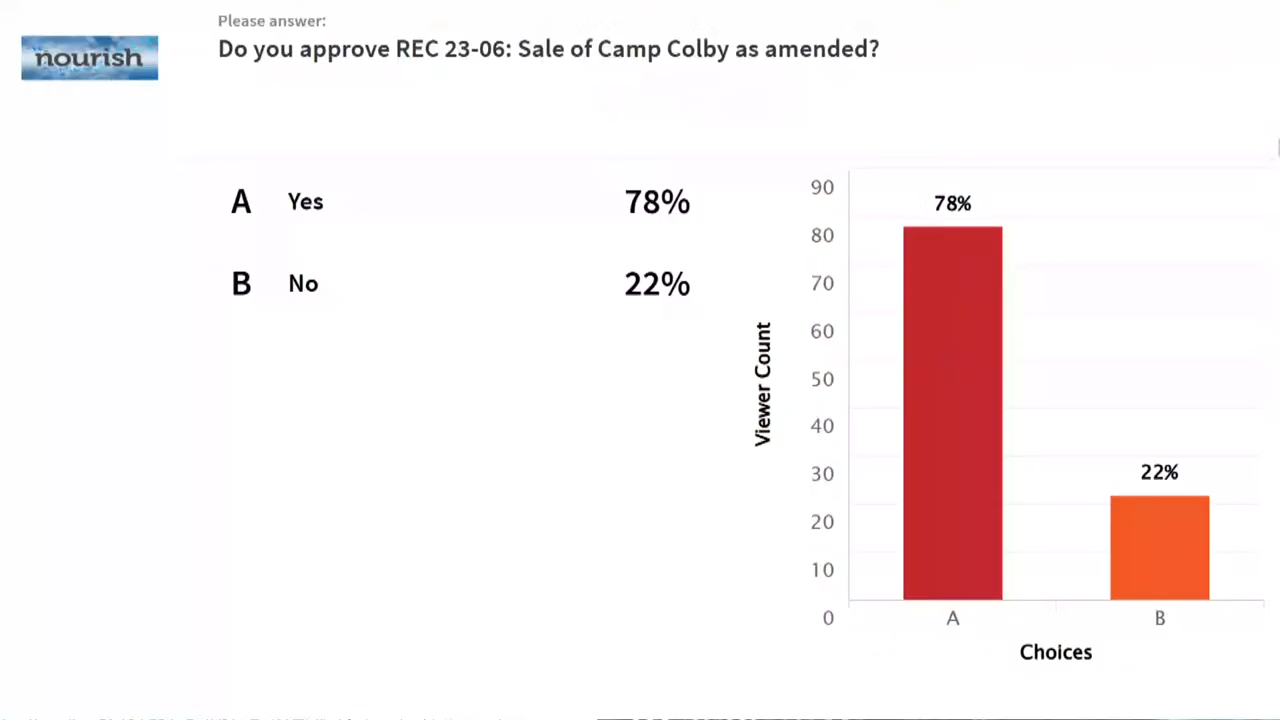 Please answer:
Do you approve REC 23-06: Sale of Camp Colby as amended?
nourish
A Yes 78%
B No 22%
90
80
70
60
50
40
30
20
10
0
Viewer Count
78%
22%
A B
Choices